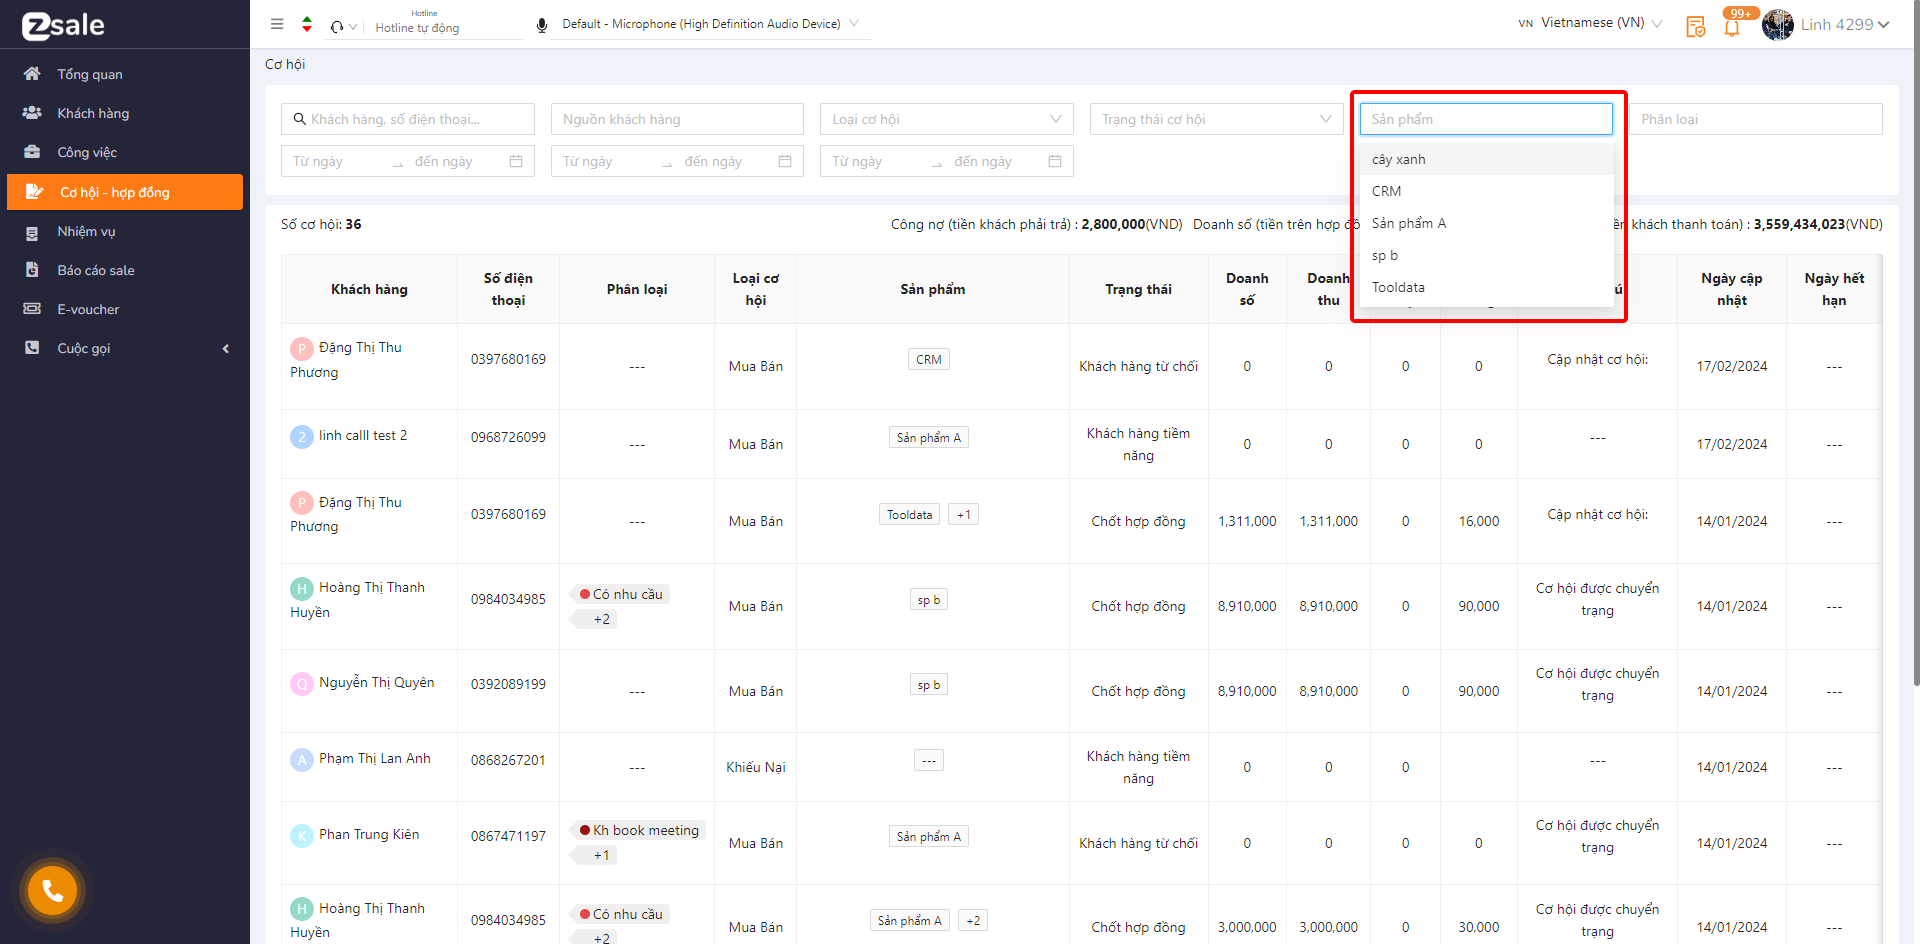 zsale
Hotline
Hotline tự động
Default - Microphone (High Definition Audio Device)
VN Vietnamese (VN)
99+
Linh 4299
Tổng quan
Khách hàng
Công việc
Cơ hội - hợp đồng
Nhiệm vụ
Báo cáo sale
E-voucher
Cuộc gọi
Cơ hội
Khách hàng, số điện thoại...
Nguồn khách hàng
Loại cơ hội
Trạng thái cơ hội
Sản phẩm
Phân loại
Từ ngày → đến ngày
Từ ngày → đến ngày
Từ ngày → đến ngày
cây xanh
CRM
Sản phẩm A
sp b
Tooldata
Số cơ hội: 36
Công nợ (tiền khách phải trả) : 2,800,000(VND) Doanh số (tiền trên hợp đồ
ền khách thanh toán) : 3,559,434,023(VND)
Khách hàng
Số điện thoại
Phân loại
Loại cơ hội
Sản phẩm
Trạng thái
Doanh số
Doanh thu
Ngày cập nhật
Ngày hết hạn
P Đặng Thị Thu Phương 0397680169 --- Mua Bán CRM Khách hàng từ chối 0 0 0 0 Cập nhật cơ hội: 17/02/2024 ---
2 linh calll test 2 0968726099 --- Mua Bán Sản phẩm A Khách hàng tiềm năng 0 0 0 0 --- 17/02/2024 ---
P Đặng Thị Thu Phương 0397680169 --- Mua Bán Tooldata +1 Chốt hợp đồng 1,311,000 1,311,000 0 16,000 Cập nhật cơ hội: 14/01/2024 ---
H Hoàng Thị Thanh Huyền 0984034985 Có nhu cầu +2 Mua Bán sp b Chốt hợp đồng 8,910,000 8,910,000 0 90,000 Cơ hội được chuyển trạng 14/01/2024 ---
Q Nguyễn Thị Quyên 0392089199 --- Mua Bán sp b Chốt hợp đồng 8,910,000 8,910,000 0 90,000 Cơ hội được chuyển trạng 14/01/2024 ---
A Phạm Thị Lan Anh 0868267201 --- Khiếu Nại --- Khách hàng tiềm năng 0 0 0 --- 14/01/2024 ---
K Phan Trung Kiên 0867471197 Kh book meeting +1 Mua Bán Sản phẩm A Khách hàng từ chối 0 0 0 0 Cơ hội được chuyển trạng 14/01/2024 ---
H Hoàng Thị Thanh Huyền 0984034985 Có nhu cầu +2 Mua Bán Sản phẩm A +2 Chốt hợp đồng 3,000,000 3,000,000 0 30,000 Cơ hội được chuyển trạng 14/01/2024 ---